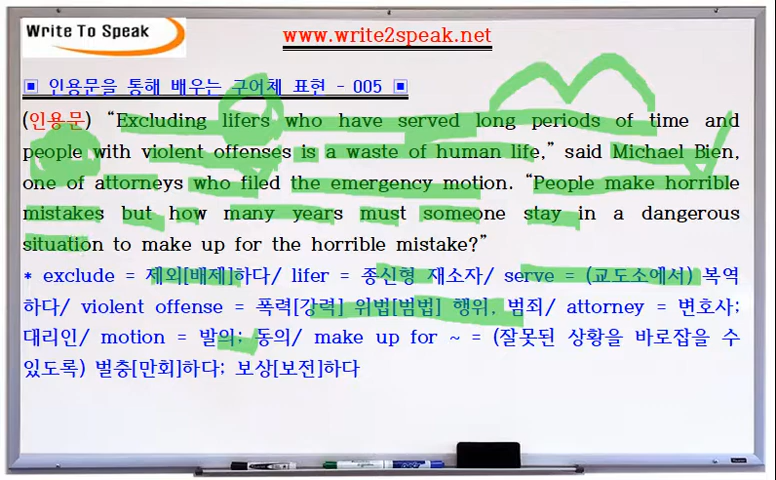 Write To Speak
www.write2speak.net
▣ 인용문을 통해 배우는 구어체 표현 - 005 ▣
(인용문) “Excluding lifers who have served long periods of time and
people with violent offenses is a waste of human life,” said Michael Bien,
one of attorneys who filed the emergency motion. “People make horrible
mistakes but how many years must someone stay in a dangerous
situation to make up for the horrible mistake?”
* exclude = 제외[배제]하다/ lifer = 종신형 재소자/ serve = (교도소에서) 복역
하다/ violent offense = 폭력[강력] 위법[범법] 행위, 범죄/ attorney = 변호사;
대리인/ motion = 발의; 동의/ make up for ~ = (잘못된 상황을 바로잡을 수
있도록) 벌충[만회]하다; 보상[보전]하다